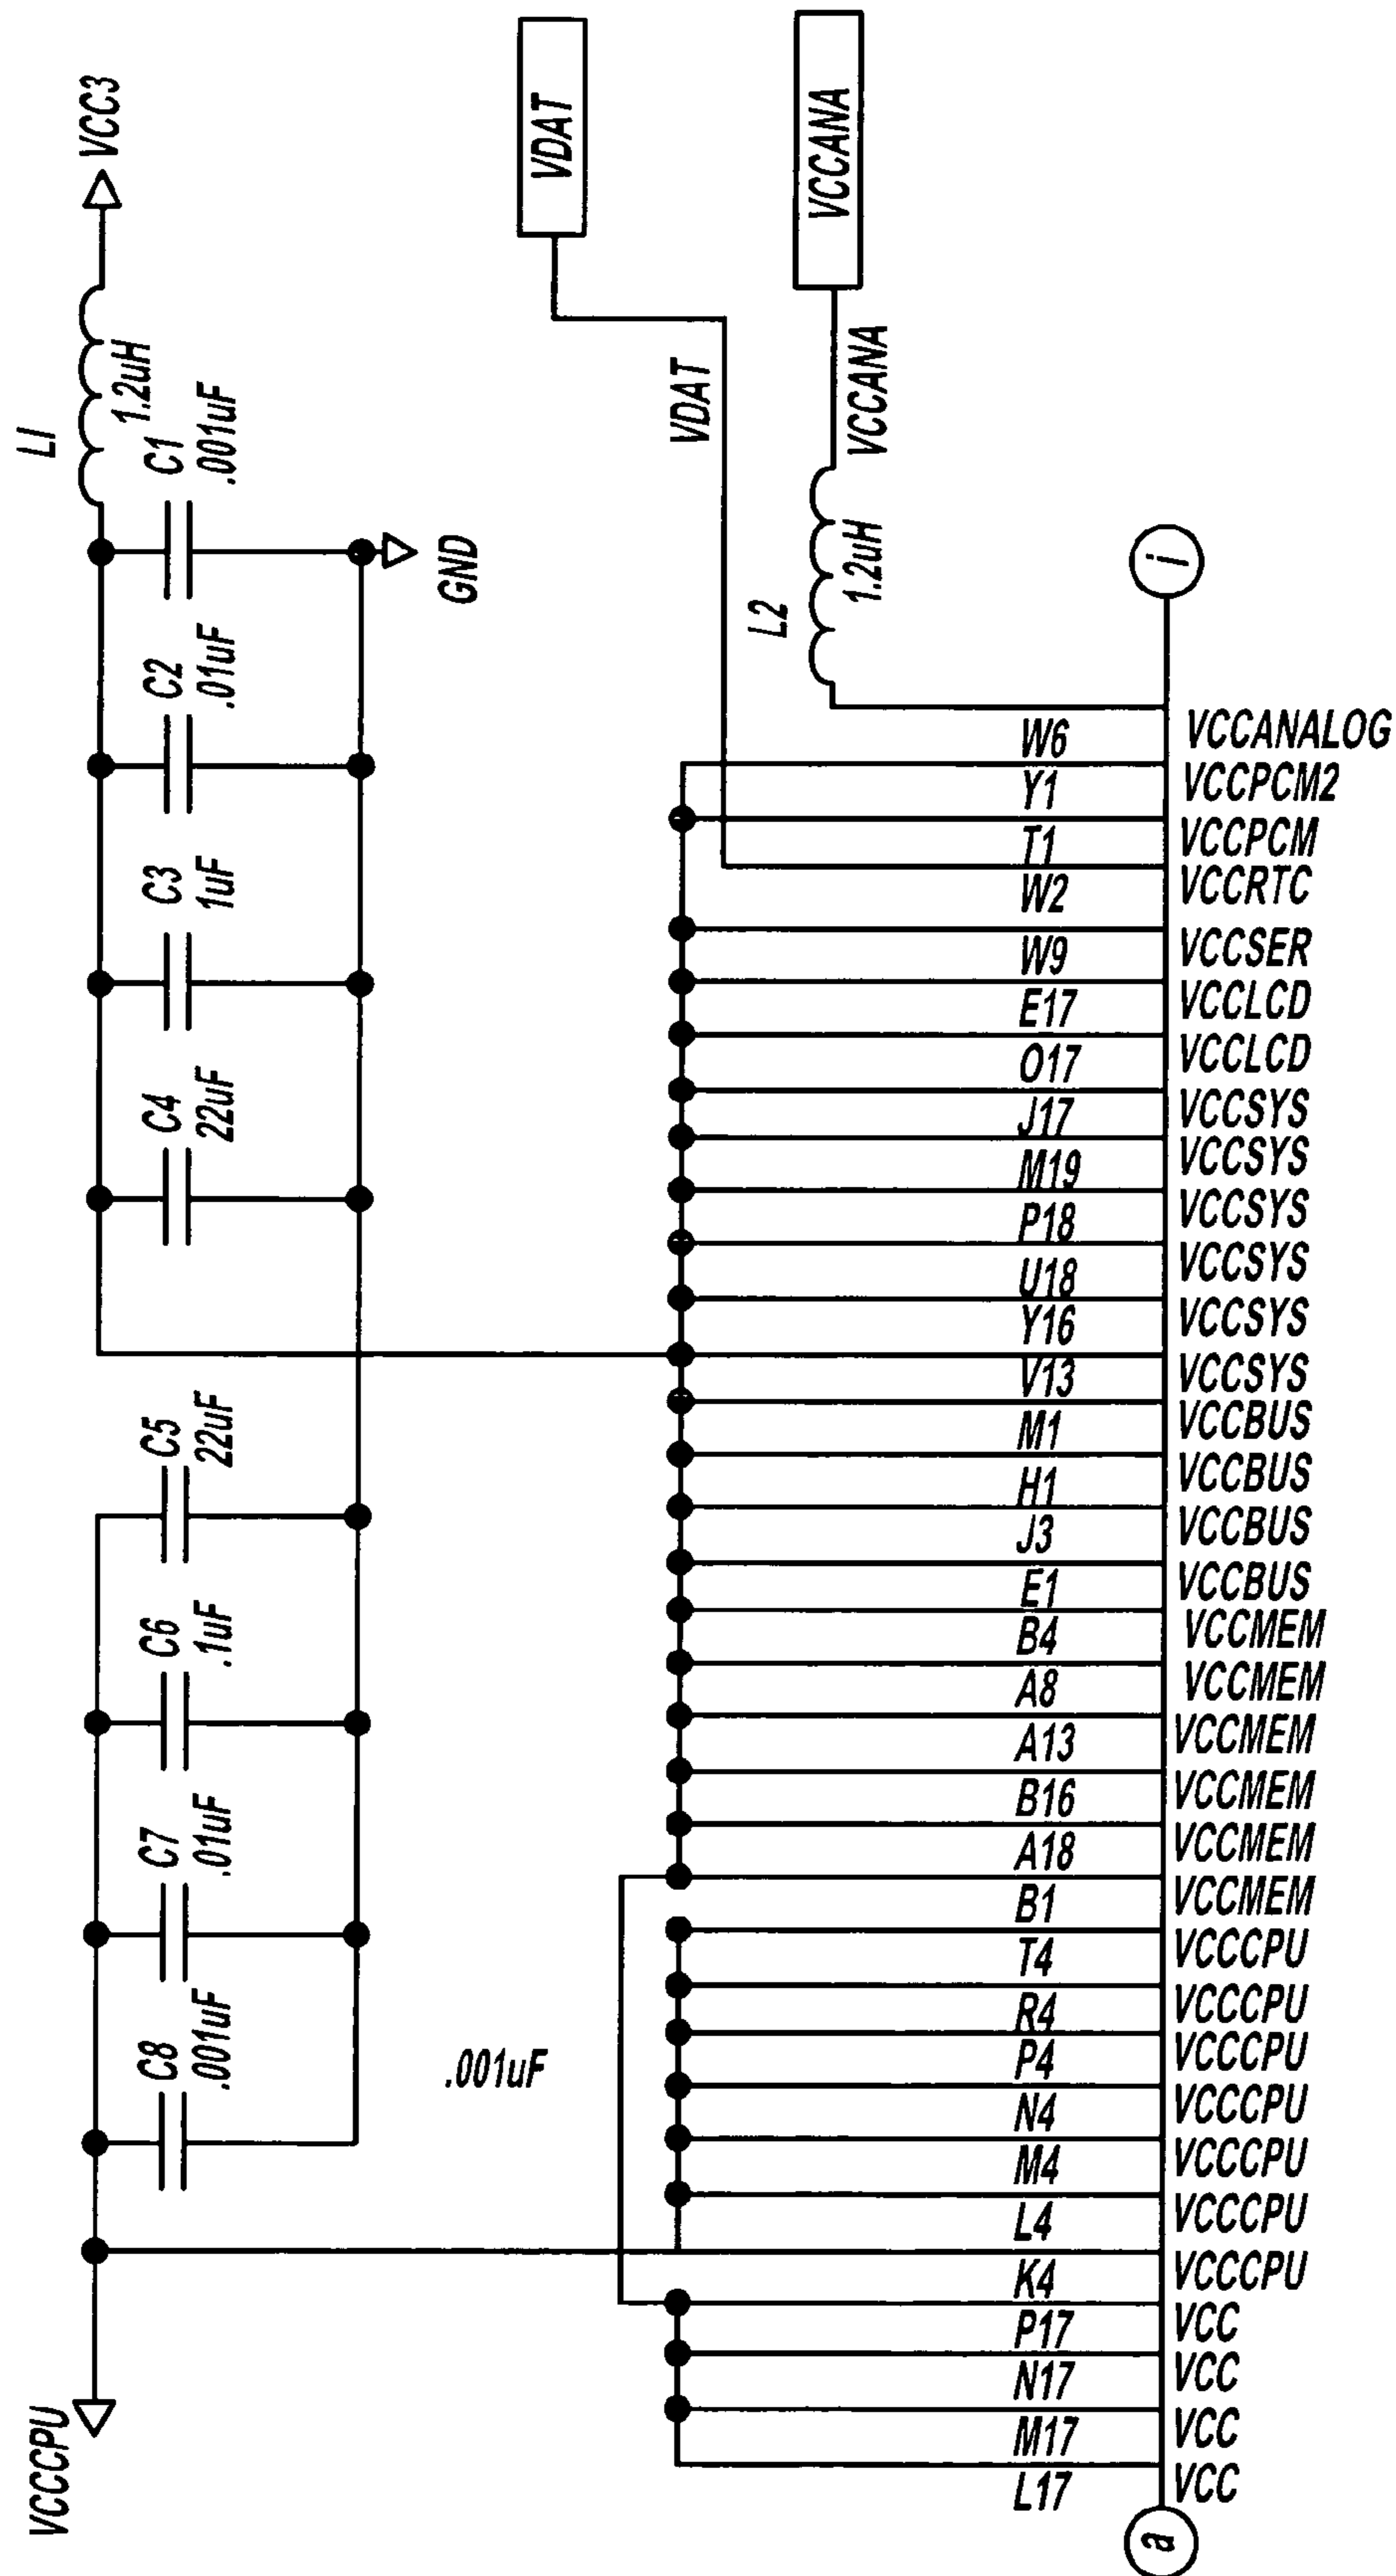 VCC3
L1
1.2uH
C1
.001uF
GND
C2
.01uF
C3
1uF
C4
22uF
C5
22uF
C6
.1uF
C7
.01uF
C8
.001uF
.001uF
VCCCPU
VDAT
VDAT
VCCANA
VCCANA
L2
1.2uH
i
W6 VCCANALOG
Y1 VCCPCM2
T1 VCCPCM
W2 VCCRTC
W9 VCCSER
E17 VCCLCD
O17 VCCLCD
J17 VCCSYS
M19 VCCSYS
P18 VCCSYS
U18 VCCSYS
Y16 VCCSYS
V13 VCCSYS
M1 VCCBUS
H1 VCCBUS
J3 VCCBUS
E1 VCCBUS
B4 VCCMEM
A8 VCCMEM
A13 VCCMEM
B16 VCCMEM
A18 VCCMEM
B1 VCCMEM
T4 VCCCPU
R4 VCCCPU
P4 VCCCPU
N4 VCCCPU
M4 VCCCPU
L4 VCCCPU
K4 VCCCPU
P17 VCC
N17 VCC
M17 VCC
L17 VCC
a